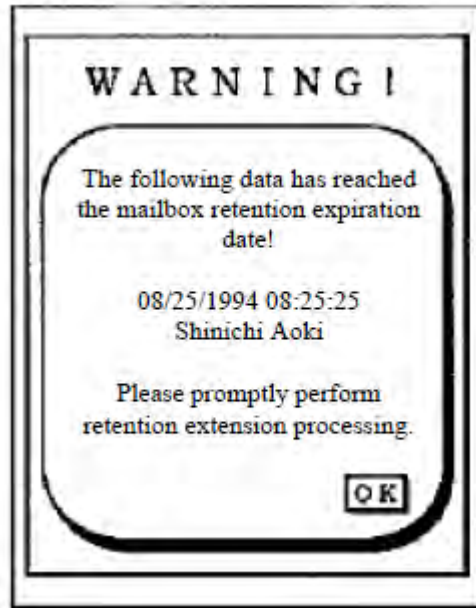 WARNING!
The following data has reached
the mailbox retention expiration
date!
08/25/1994 08:25:25
Shinichi Aoki
Please promptly perform
retention extension processing.
OK